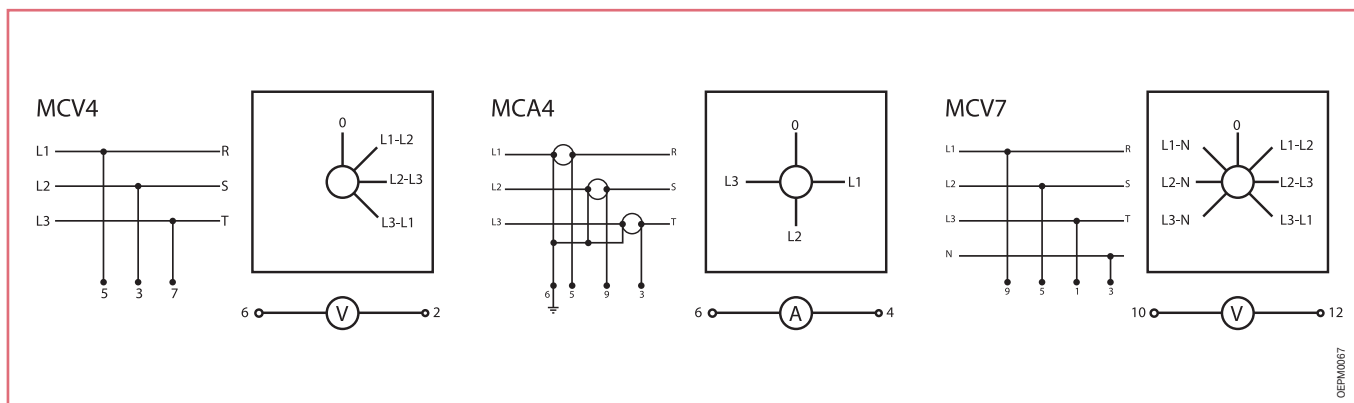 MCV4
0
L1-L2
L1 R
L2 S
L2-L3
L3 T
L3-L1
5 3 7
6 V 2
MCA4
0
L1 R
L2 S
L3 L1
L3 T
L2
6 5 9 3
6 A 4
MCV7
0
L1 R
L1-N L1-L2
L2 S
L2-N L2-L3
L3 T
L3-N L3-L1
N
9 5 1 3
10 V 12
OEPM0067